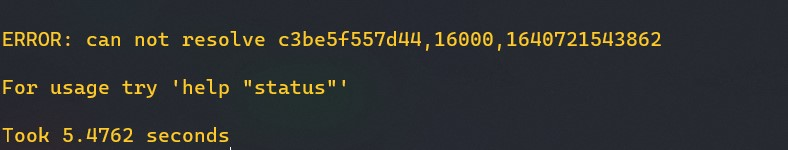 ERROR: can not resolve c3be5f557d44,16000,1640721543862
For usage try 'help "status"'
Took 5.4762 seconds